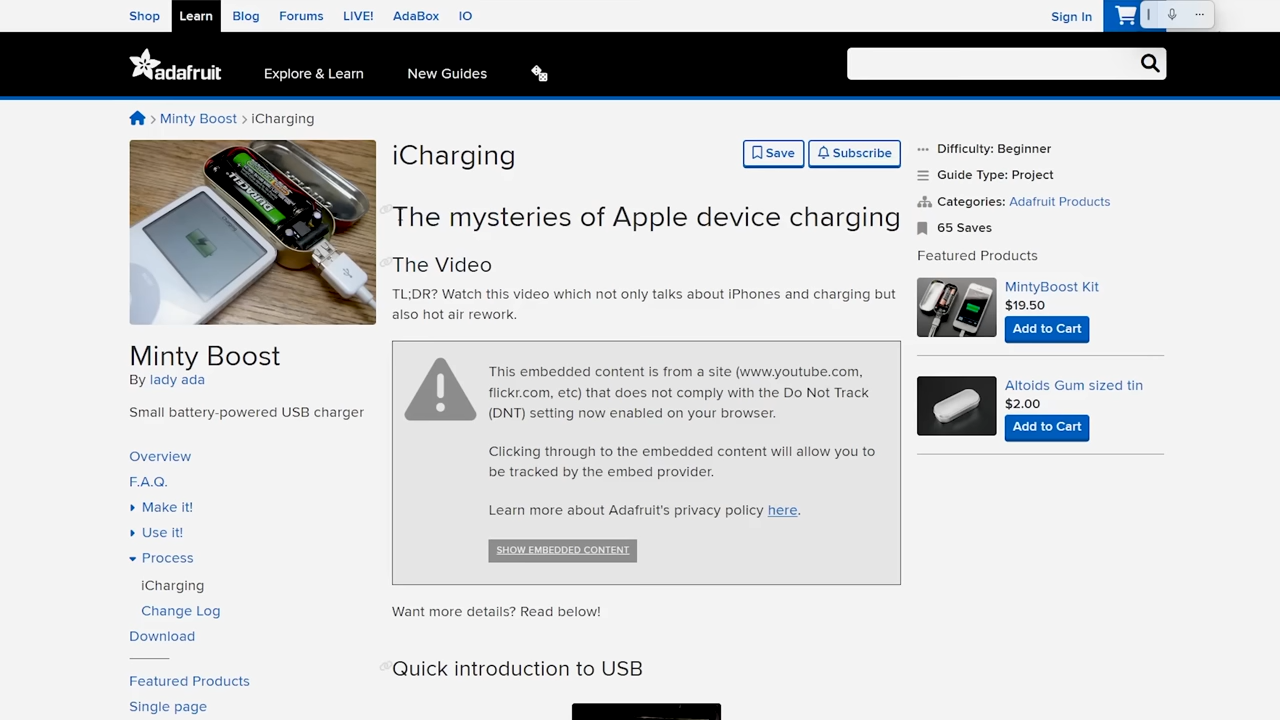 Shop Learn Blog Forums LIVE! AdaBox IO Sign In
adafruit Explore & Learn New Guides
Minty Boost iCharging
iCharging
Save Subscribe
The mysteries of Apple device charging
The Video
TL;DR? Watch this video which not only talks about iPhones and charging but
also hot air rework.
This embedded content is from a site (www.youtube.com,
flickr.com, etc) that does not comply with the Do Not Track
(DNT) setting now enabled on your browser.
Clicking through to the embedded content will allow you to
be tracked by the embed provider.
Learn more about Adafruit's privacy policy here.
SHOW EMBEDDED CONTENT
Want more details? Read below!
Quick introduction to USB
DURACELL
Minty Boost
By lady ada
Small battery-powered USB charger
Overview
F.A.Q.
Make it!
Use it!
Process
iCharging
Change Log
Download
Featured Products
Single page
Difficulty: Beginner
Guide Type: Project
Categories: Adafruit Products
65 Saves
Featured Products
MintyBoost Kit
$19.50
Add to Cart
Altoids Gum sized tin
$2.00
Add to Cart